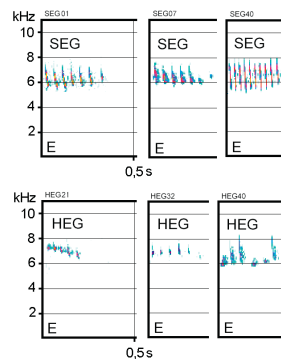 kHz SEG01 SEG07 SEG40
10
SEG SEG SEG
8
6
4
2
E E E
0,5 s
kHz HEG21 HEG32 HEG40
10
HEG HEG HEG
8
6
4
2
E E E
0,5 s